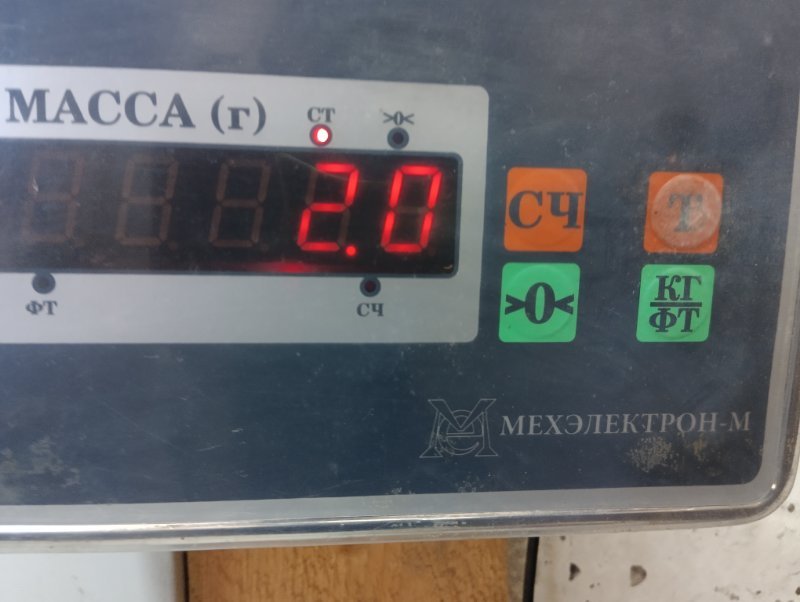 МАССА (г)
СТ
>0<
2.0
ФТ
СЧ
СЧ
Т
>0<
КГ
ФТ
МЕХЭЛЕКТРОН-М